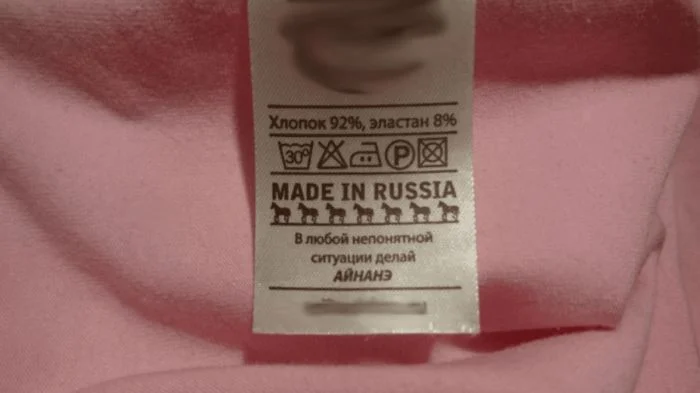 Хлопок 92%, эластан 8%
30° P
MADE IN RUSSIA
В любой непонятной
ситуации делай
АЙНАНЭ